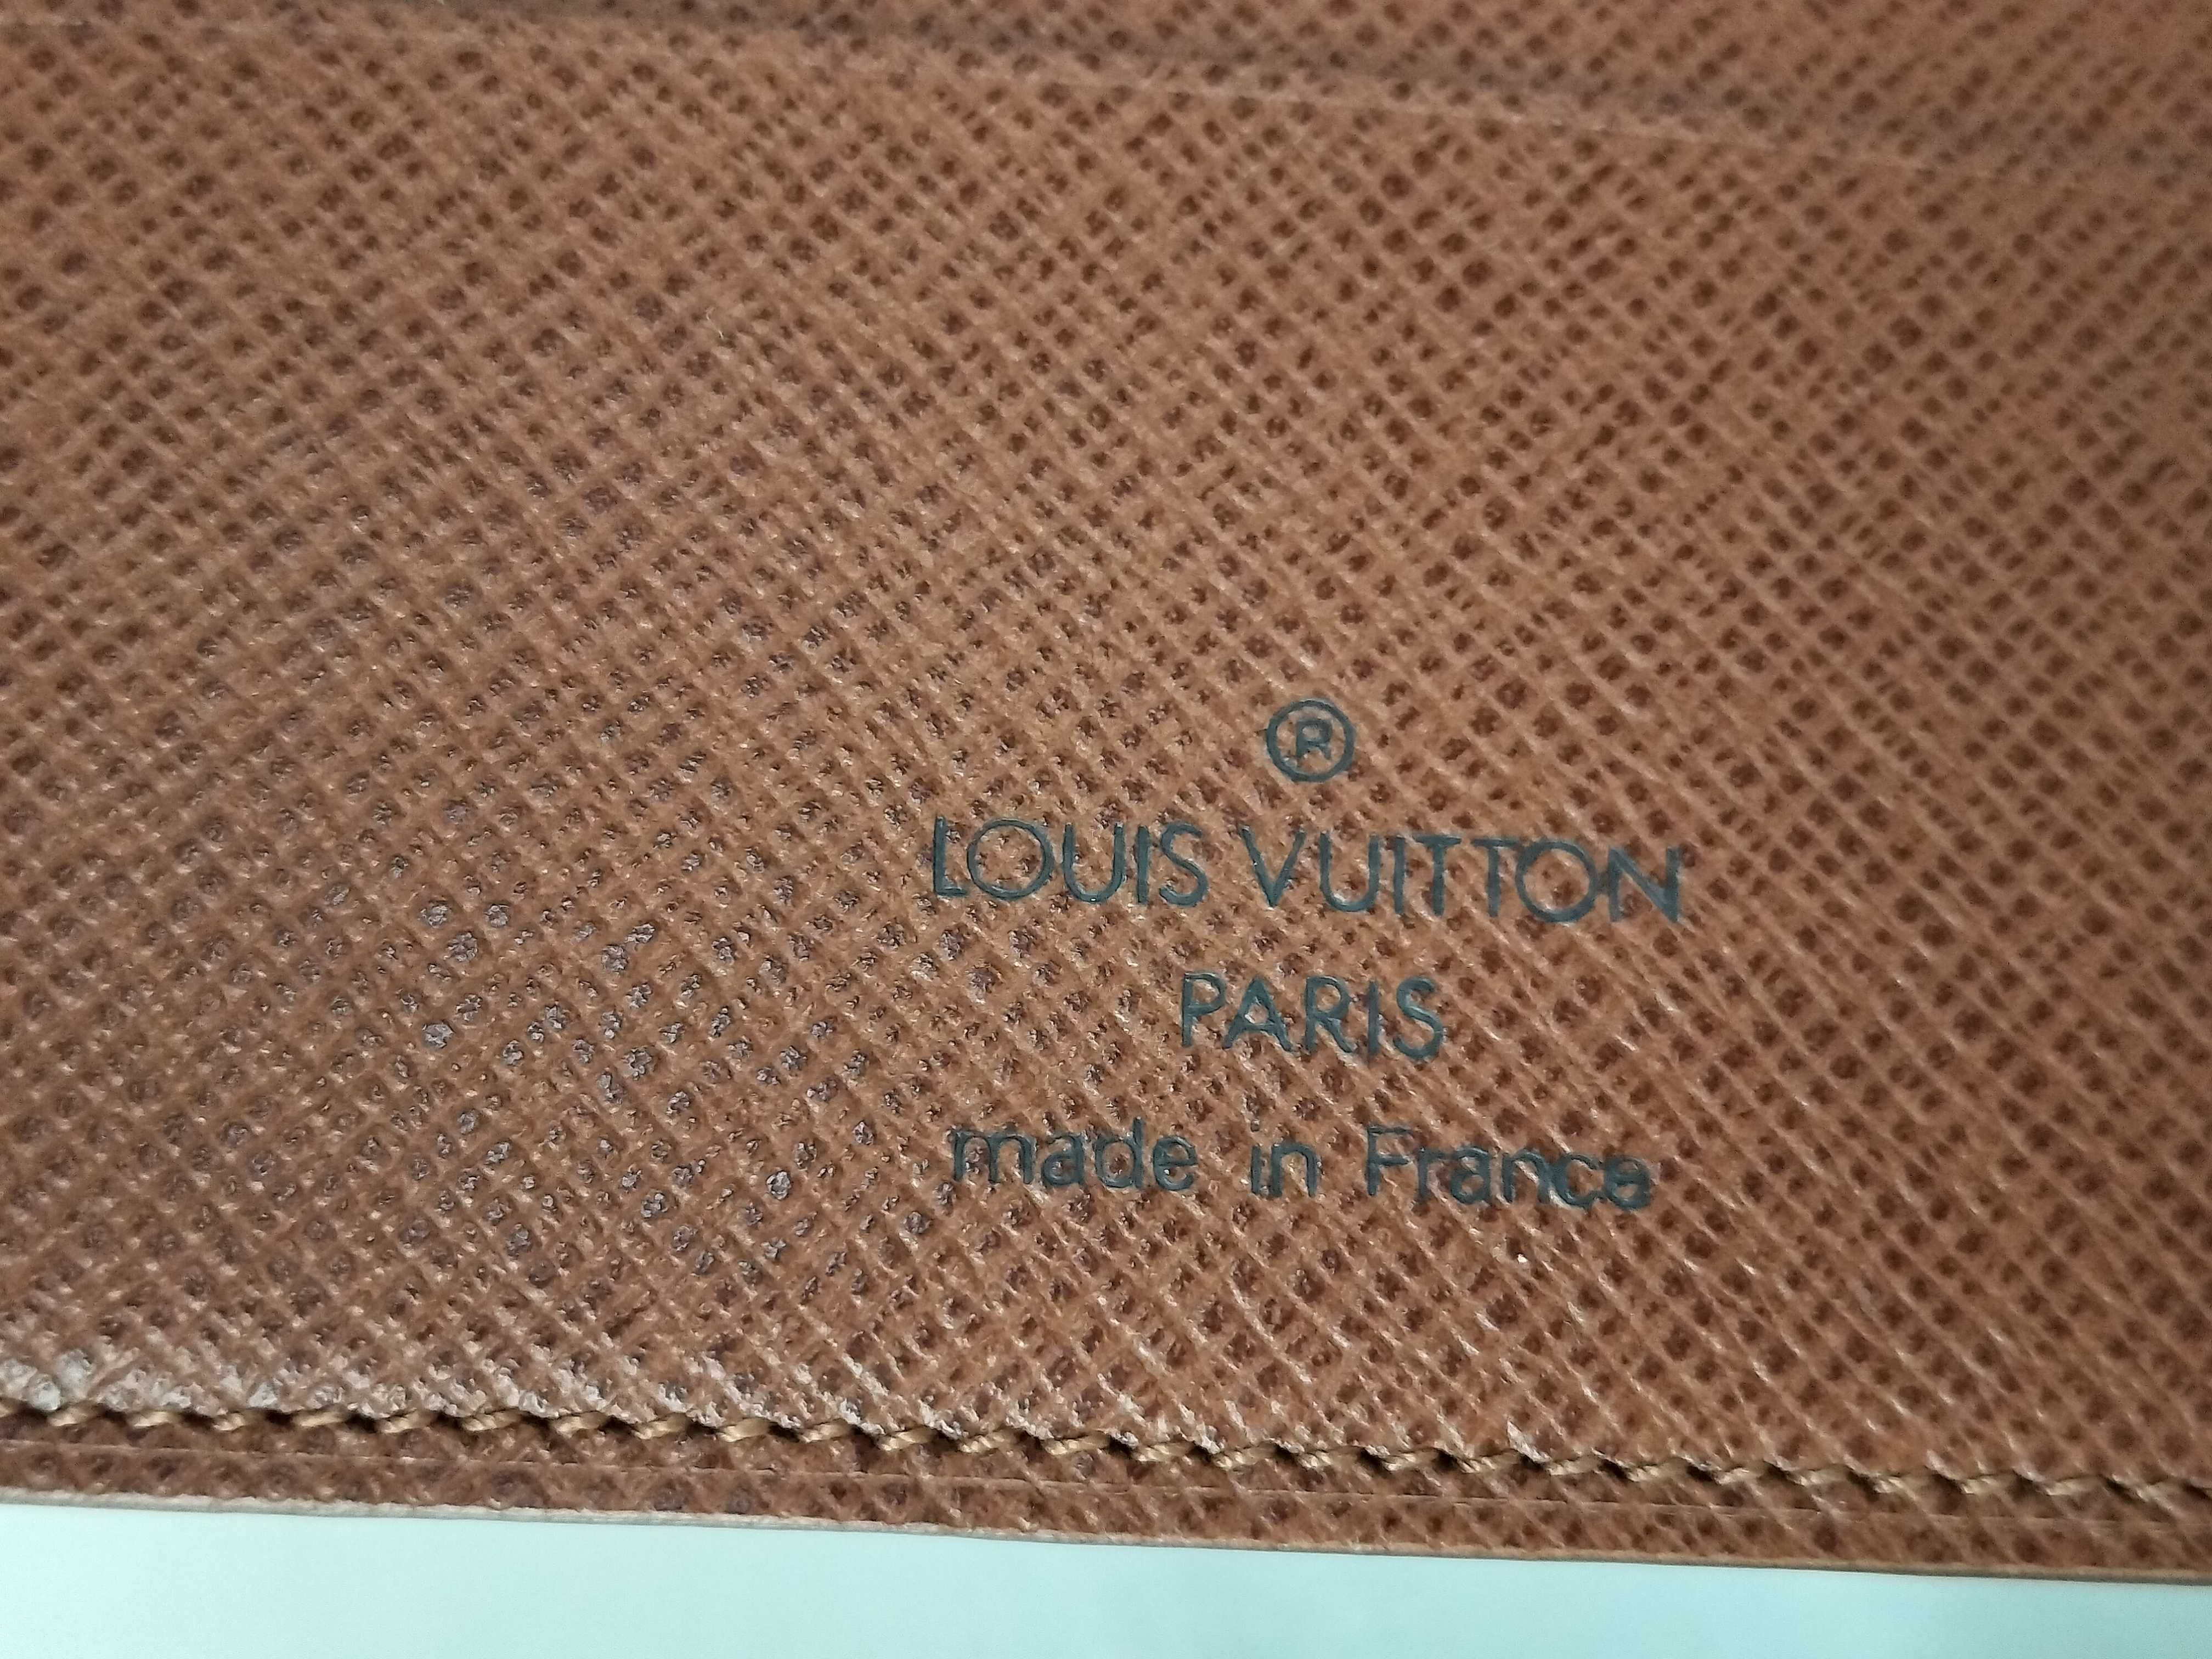 ®
LOUIS VUITTON
PARIS
made in France